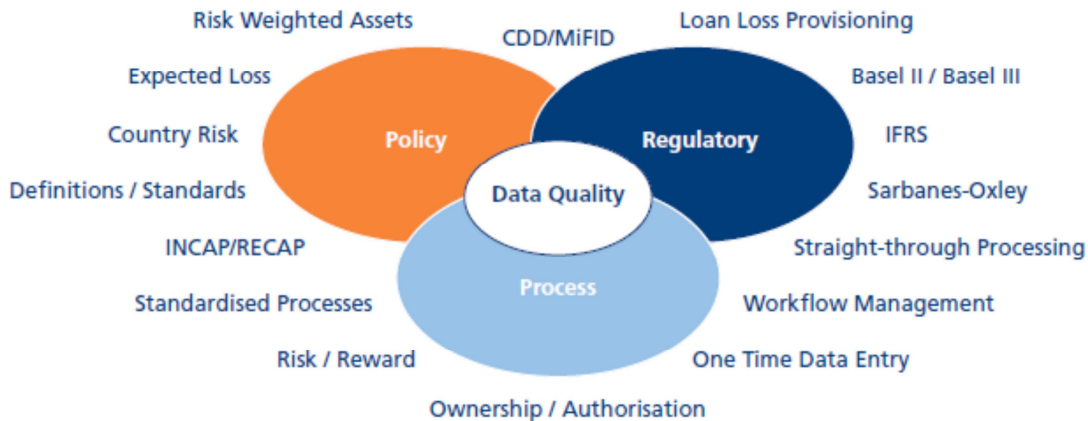 Risk Weighted Assets
CDD/MiFID
Loan Loss Provisioning
Expected Loss
Basel II / Basel III
Country Risk
Policy
Regulatory
IFRS
Definitions / Standards
Data Quality
Sarbanes-Oxley
INCAP/RECAP
Straight-through Processing
Process
Standardised Processes
Workflow Management
Risk / Reward
One Time Data Entry
Ownership / Authorisation